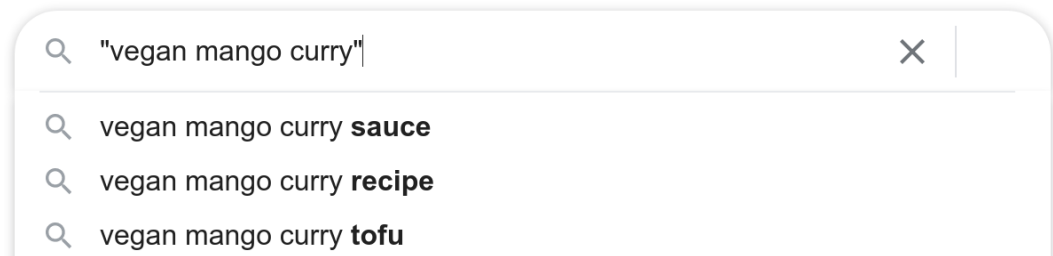 "vegan mango curry"
vegan mango curry sauce
vegan mango curry recipe
vegan mango curry tofu